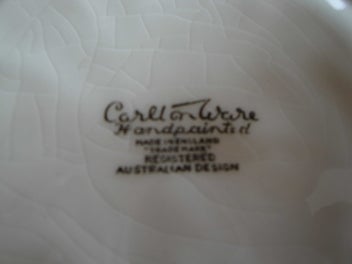 Carlton Ware
Handpainted
MADE IN ENGLAND
"TRADE MARK"
REGISTERED
AUSTRALIAN DESIGN